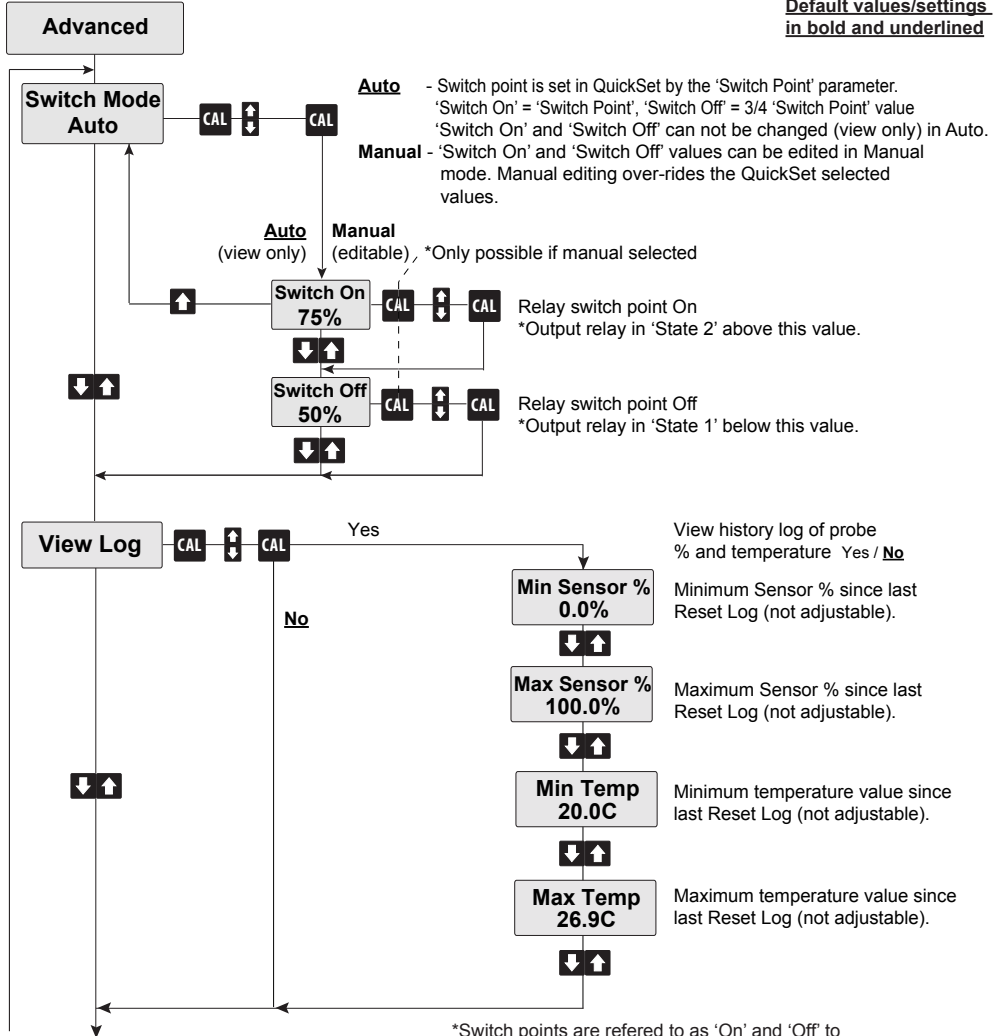 Default values/settings
in bold and underlined
Advanced
Switch Mode
Auto
CAL
CAL
Auto - Switch point is set in QuickSet by the ‘Switch Point’ parameter.
‘Switch On’ = ‘Switch Point’, ‘Switch Off’ = 3/4 ‘Switch Point’ value
‘Switch On’ and ‘Switch Off’ can not be changed (view only) in Auto.
Manual - ‘Switch On’ and ‘Switch Off’ values can be edited in Manual
mode. Manual editing over-rides the QuickSet selected
values.
Auto
(view only)
Manual
(editable)
*Only possible if manual selected
Switch On
75%
CAL
CAL
Relay switch point On
*Output relay in ‘State 2’ above this value.
Switch Off
50%
CAL
CAL
Relay switch point Off
*Output relay in ‘State 1’ below this value.
View Log
CAL
CAL
Yes
No
View history log of probe
% and temperature Yes / No
Min Sensor %
0.0%
Minimum Sensor % since last
Reset Log (not adjustable).
Max Sensor %
100.0%
Maximum Sensor % since last
Reset Log (not adjustable).
Min Temp
20.0C
Minimum temperature value since
last Reset Log (not adjustable).
Max Temp
26.9C
Maximum temperature value since
last Reset Log (not adjustable).
*Switch points are refered to as ‘On’ and ‘Off’ to